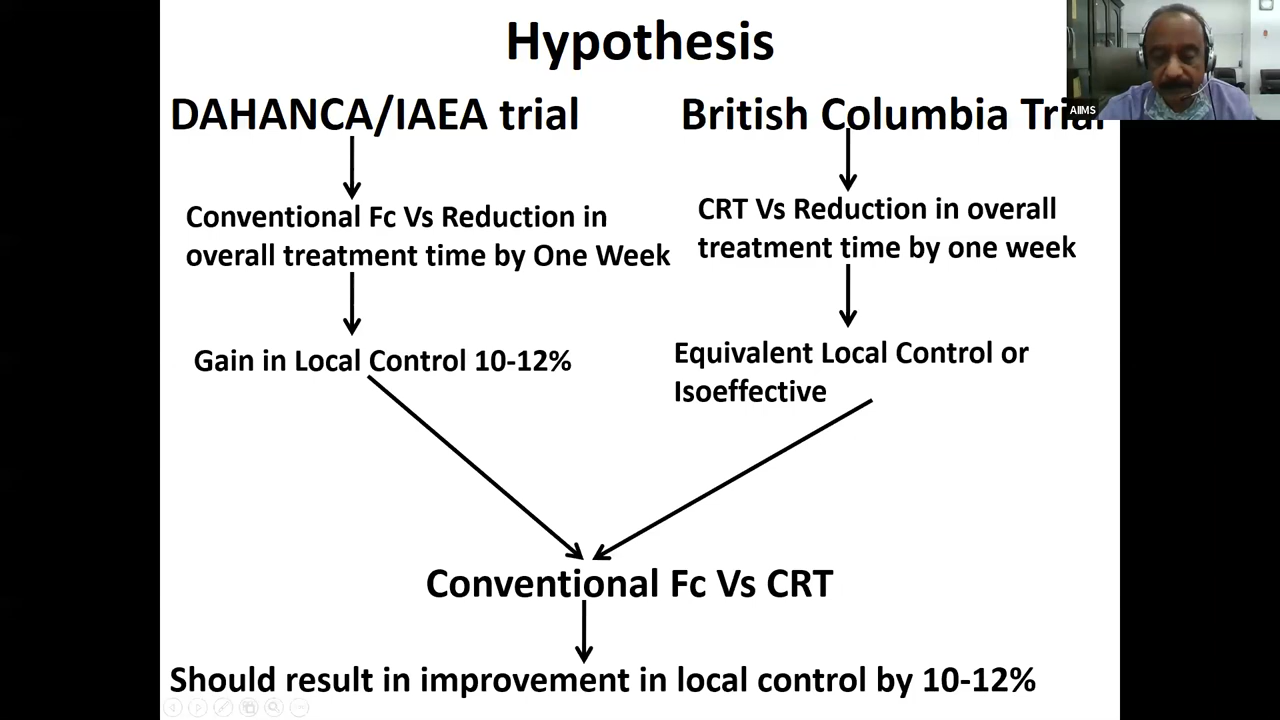 Hypothesis
DAHANCA/IAEA trial
Conventional Fc Vs Reduction in
overall treatment time by One Week
Gain in Local Control 10-12%
British Columbia Trial
AIIMS
CRT Vs Reduction in overall
treatment time by one week
Equivalent Local Control or
Isoeffective
Conventional Fc Vs CRT
Should result in improvement in local control by 10-12%